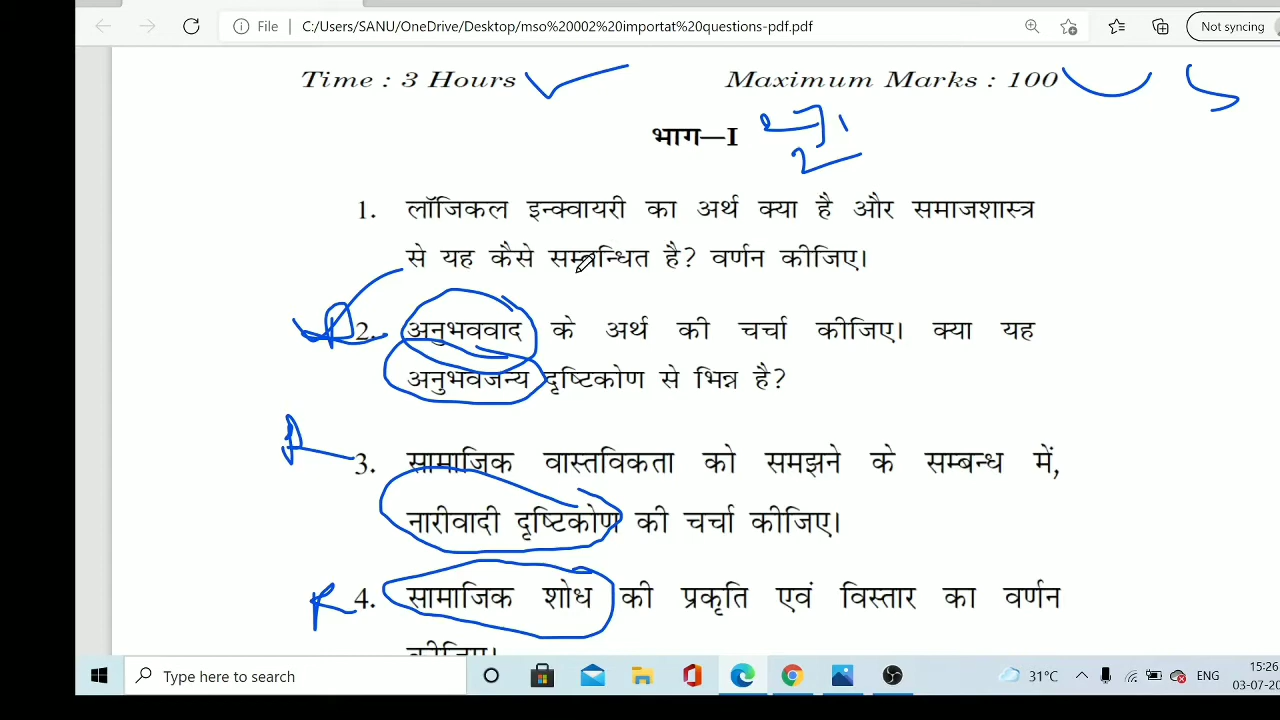 File
C:/Users/SANU/OneDrive/Desktop/mso%20002%20importat%20questions-pdf.pdf
Not syncing
Time : 3 Hours Maximum Marks : 100
भाग—I
1. लॉजिकल इन्क्वायरी का अर्थ क्या है और समाजशास्त्र
से यह कैसे सम्बन्धित है? वर्णन कीजिए।
2. अनुभववाद के अर्थ की चर्चा कीजिए। क्या यह
अनुभवजन्य दृष्टिकोण से भिन्न है?
3. सामाजिक वास्तविकता को समझने के सम्बन्ध में,
नारीवादी दृष्टिकोण की चर्चा कीजिए।
4. सामाजिक शोध की प्रकृति एवं विस्तार का वर्णन
कीजिए।
Type here to search
31°C
ENG
15:26
03-07-20